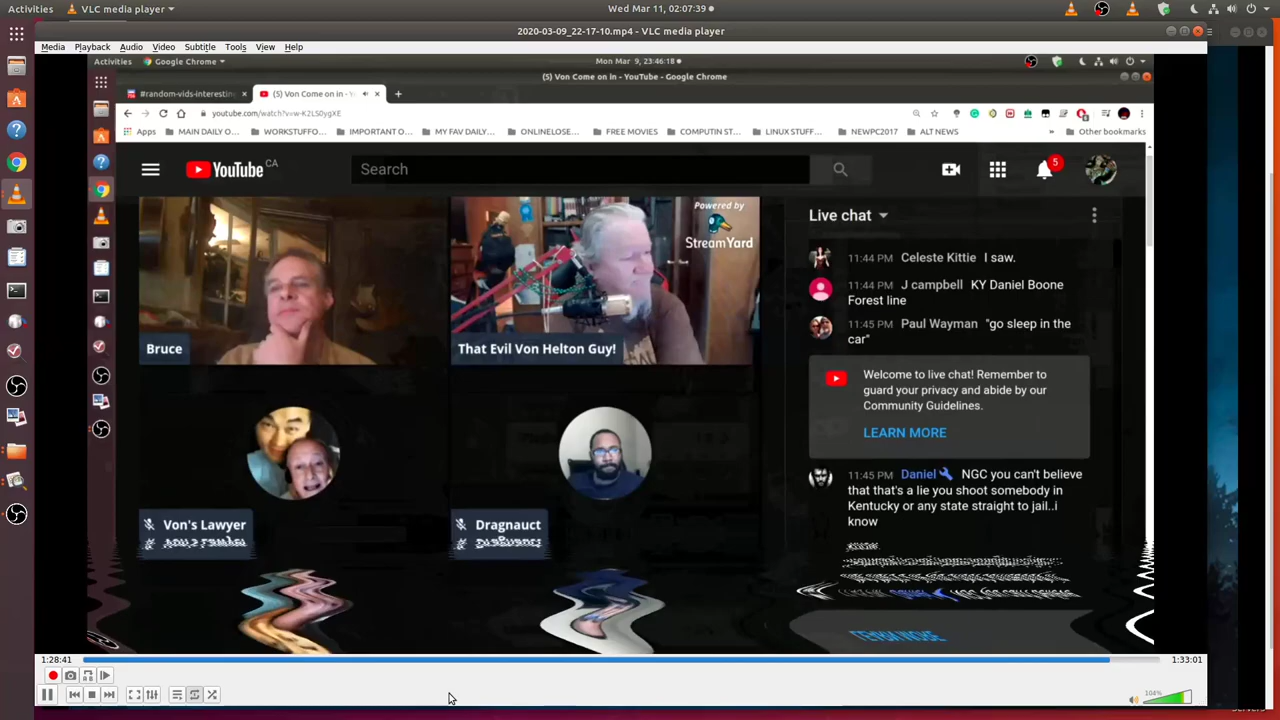 Activities
VLC media player
Wed Mar 11, 02:07:39
2020-03-09_22-17-10.mp4 - VLC media player
Media Playback Audio Video Subtitle Tools View Help
Activities
Google Chrome
Mon Mar 9, 23:46:18
(5) Von Come on in - YouTube - Google Chrome
#random-vids-interesting
(5) Von Come on in - Y
youtube.com/watch?v=w-K2LS0ygXE
Apps
MAIN DAILY O...
WORKSTUFFO...
IMPORTANT O...
MY FAV DAILY...
ONLINELOSE...
FREE MOVIES
COMPUTIN ST...
LINUX STUFF...
NEWPC2017
ALT NEWS
»
Other bookmarks
YouTube CA
Search
5
Powered by
StreamYard
Bruce
That Evil Von Helton Guy!
Von's Lawyer
Dragnauct
Live chat
11:44 PM Celeste Kittie I saw.
11:44 PM J campbell KY Daniel Boone
Forest line
11:45 PM Paul Wayman "go sleep in the
car"
Welcome to live chat! Remember to
guard your privacy and abide by our
Community Guidelines.
LEARN MORE
11:45 PM Daniel NGC you can't believe
that that's a lie you shoot somebody in
Kentucky or any state straight to jail..i
know
1:28:41
1:33:01
104%